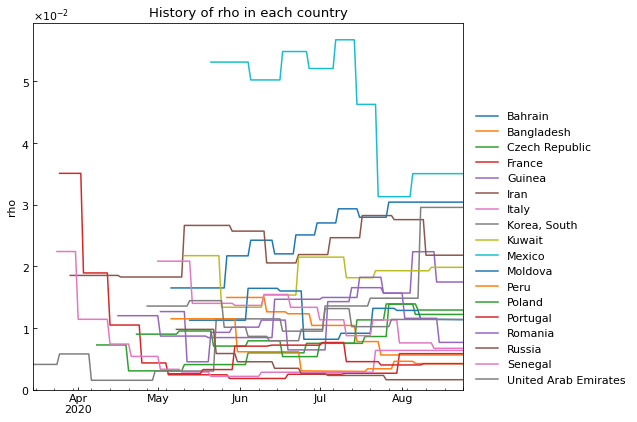 History of rho in each country
×10⁻²
5
4
3
2
1
0
rho
Apr
2020
May
Jun
Jul
Aug
Bahrain
Bangladesh
Czech Republic
France
Guinea
Iran
Italy
Korea, South
Kuwait
Mexico
Moldova
Peru
Poland
Portugal
Romania
Russia
Senegal
United Arab Emirates